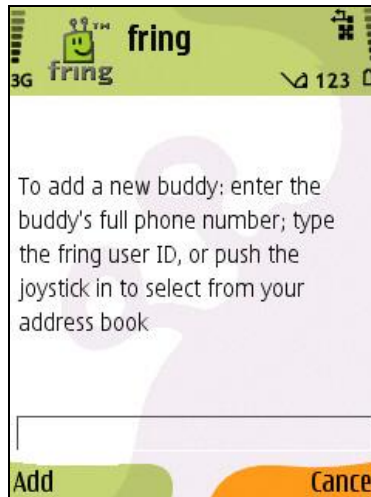 TM
fring
fring
3G
123
To add a new buddy: enter the
buddy's full phone number; type
the fring user ID, or push the
joystick in to select from your
address book
Add
Cance